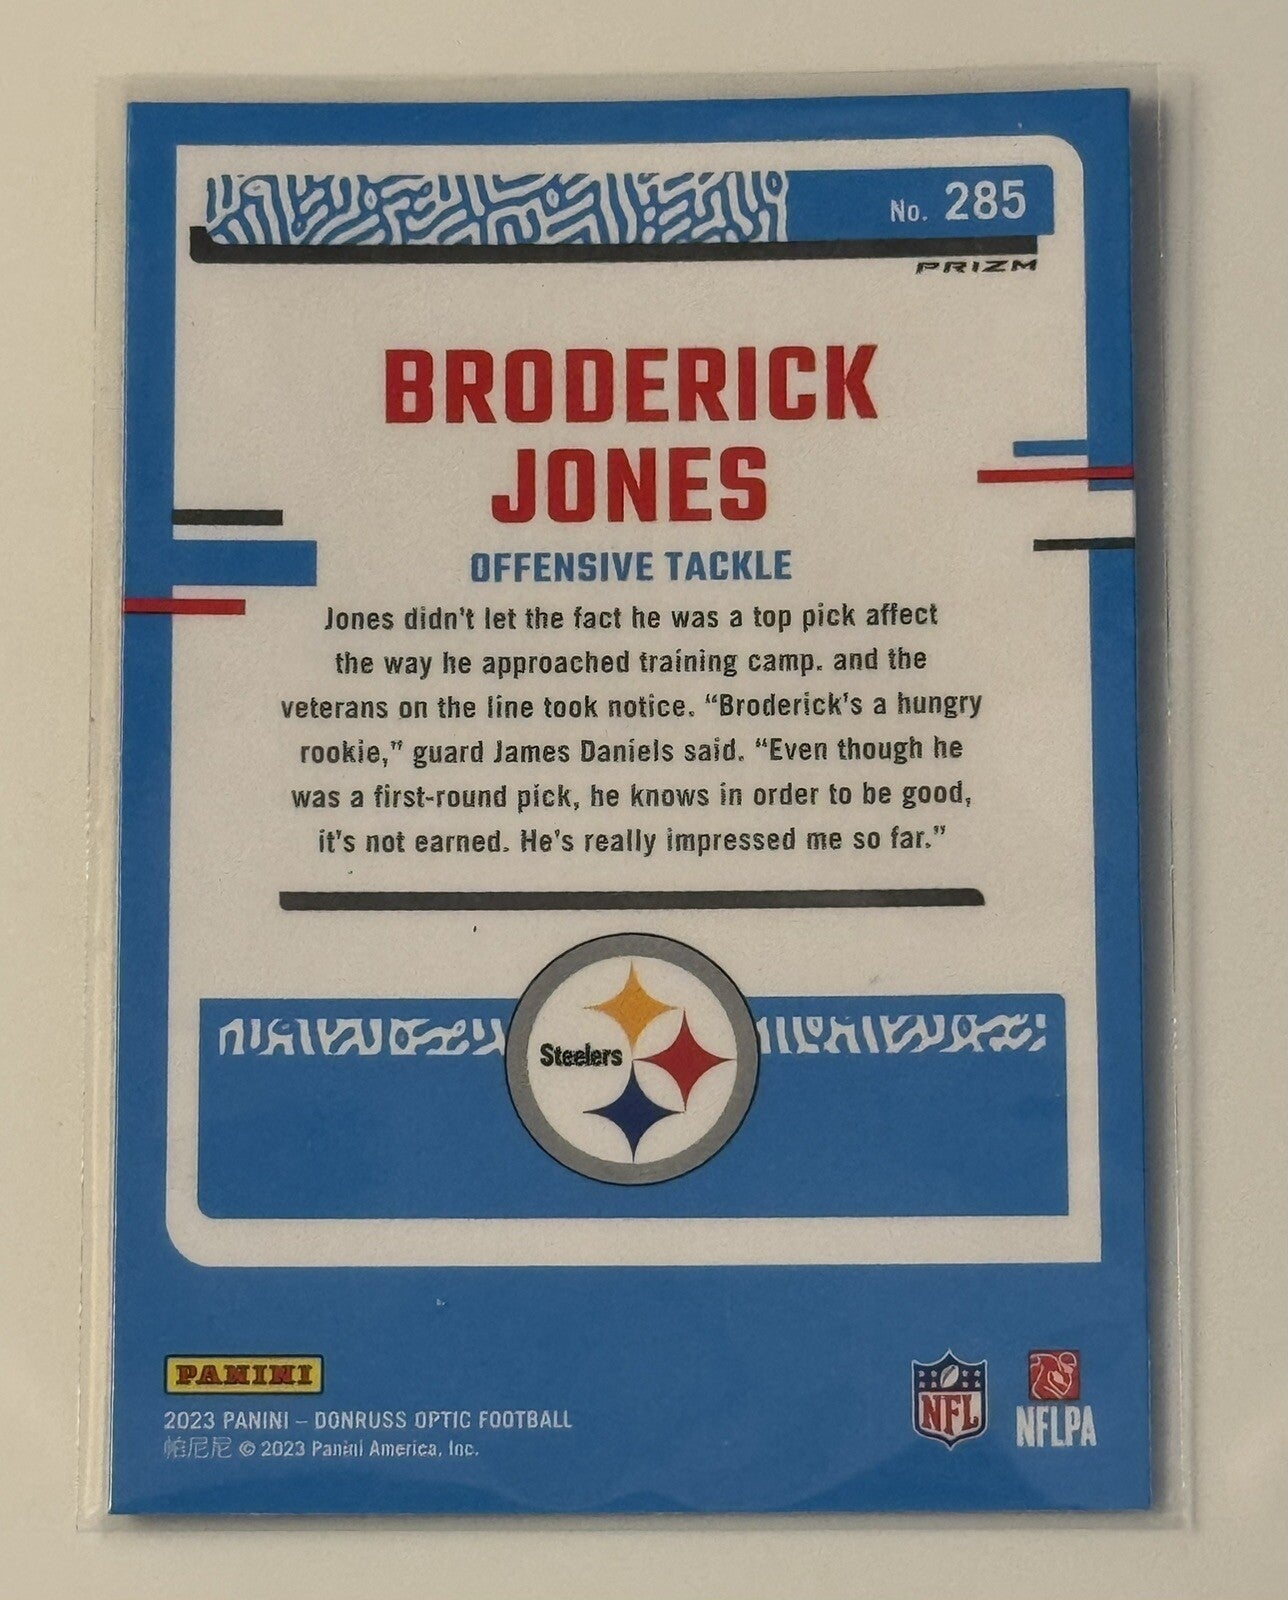 No. 285
PRIZM
BRODERICK
JONES
OFFENSIVE TACKLE
Jones didn't let the fact he was a top pick affect
the way he approached training camp. and the
veterans on the line took notice. “Broderick's a hungry
rookie,” guard James Daniels said. “Even though he
was a first-round pick, he knows in order to be good,
it's not earned. He's really impressed me so far.”
Steelers
PANINI
2023 PANINI – DONRUSS OPTIC FOOTBALL
帕尼尼 © 2023 Panini America, Inc.
NFL
NFLPA